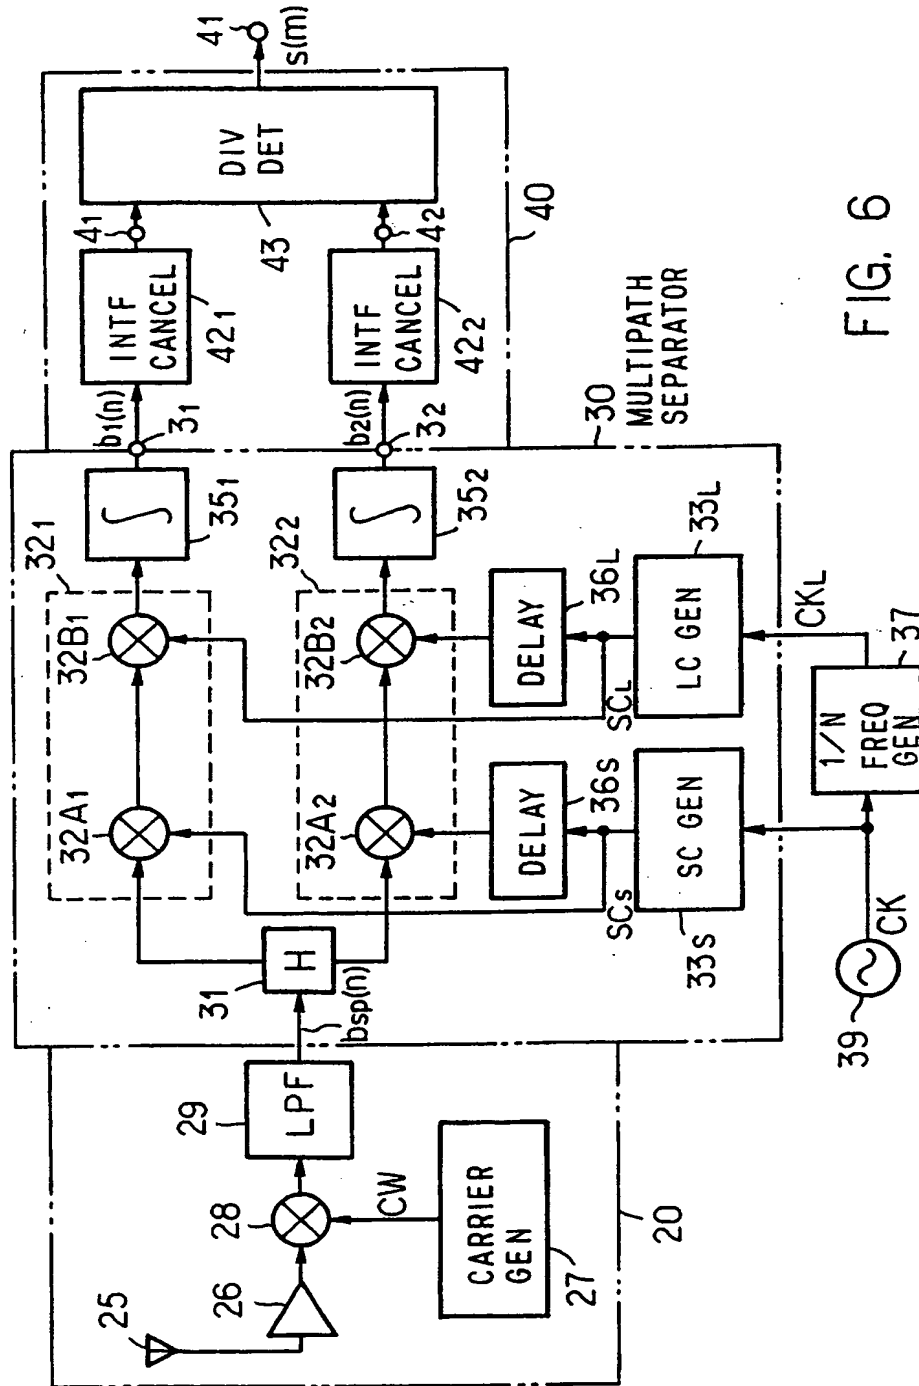 25
26
28
CW
CARRIER
GEN
27
29
LPF
20
bsp(n)
31
H
321
32A1
32B1
351
∫
b1(n)
31
INTF
CANCEL
421
41
322
32A2
32B2
352
∫
b2(n)
32
INTF
CANCEL
422
42
DIV
DET
43
41
s(m)
40
DELAY
36S
SCS
SC GEN
33S
DELAY
36L
SCL
LC GEN
33L
30
MULTIPATH
SEPARATOR
39
CK
1/N
FREQ
GEN
37
CKL
FIG. 6